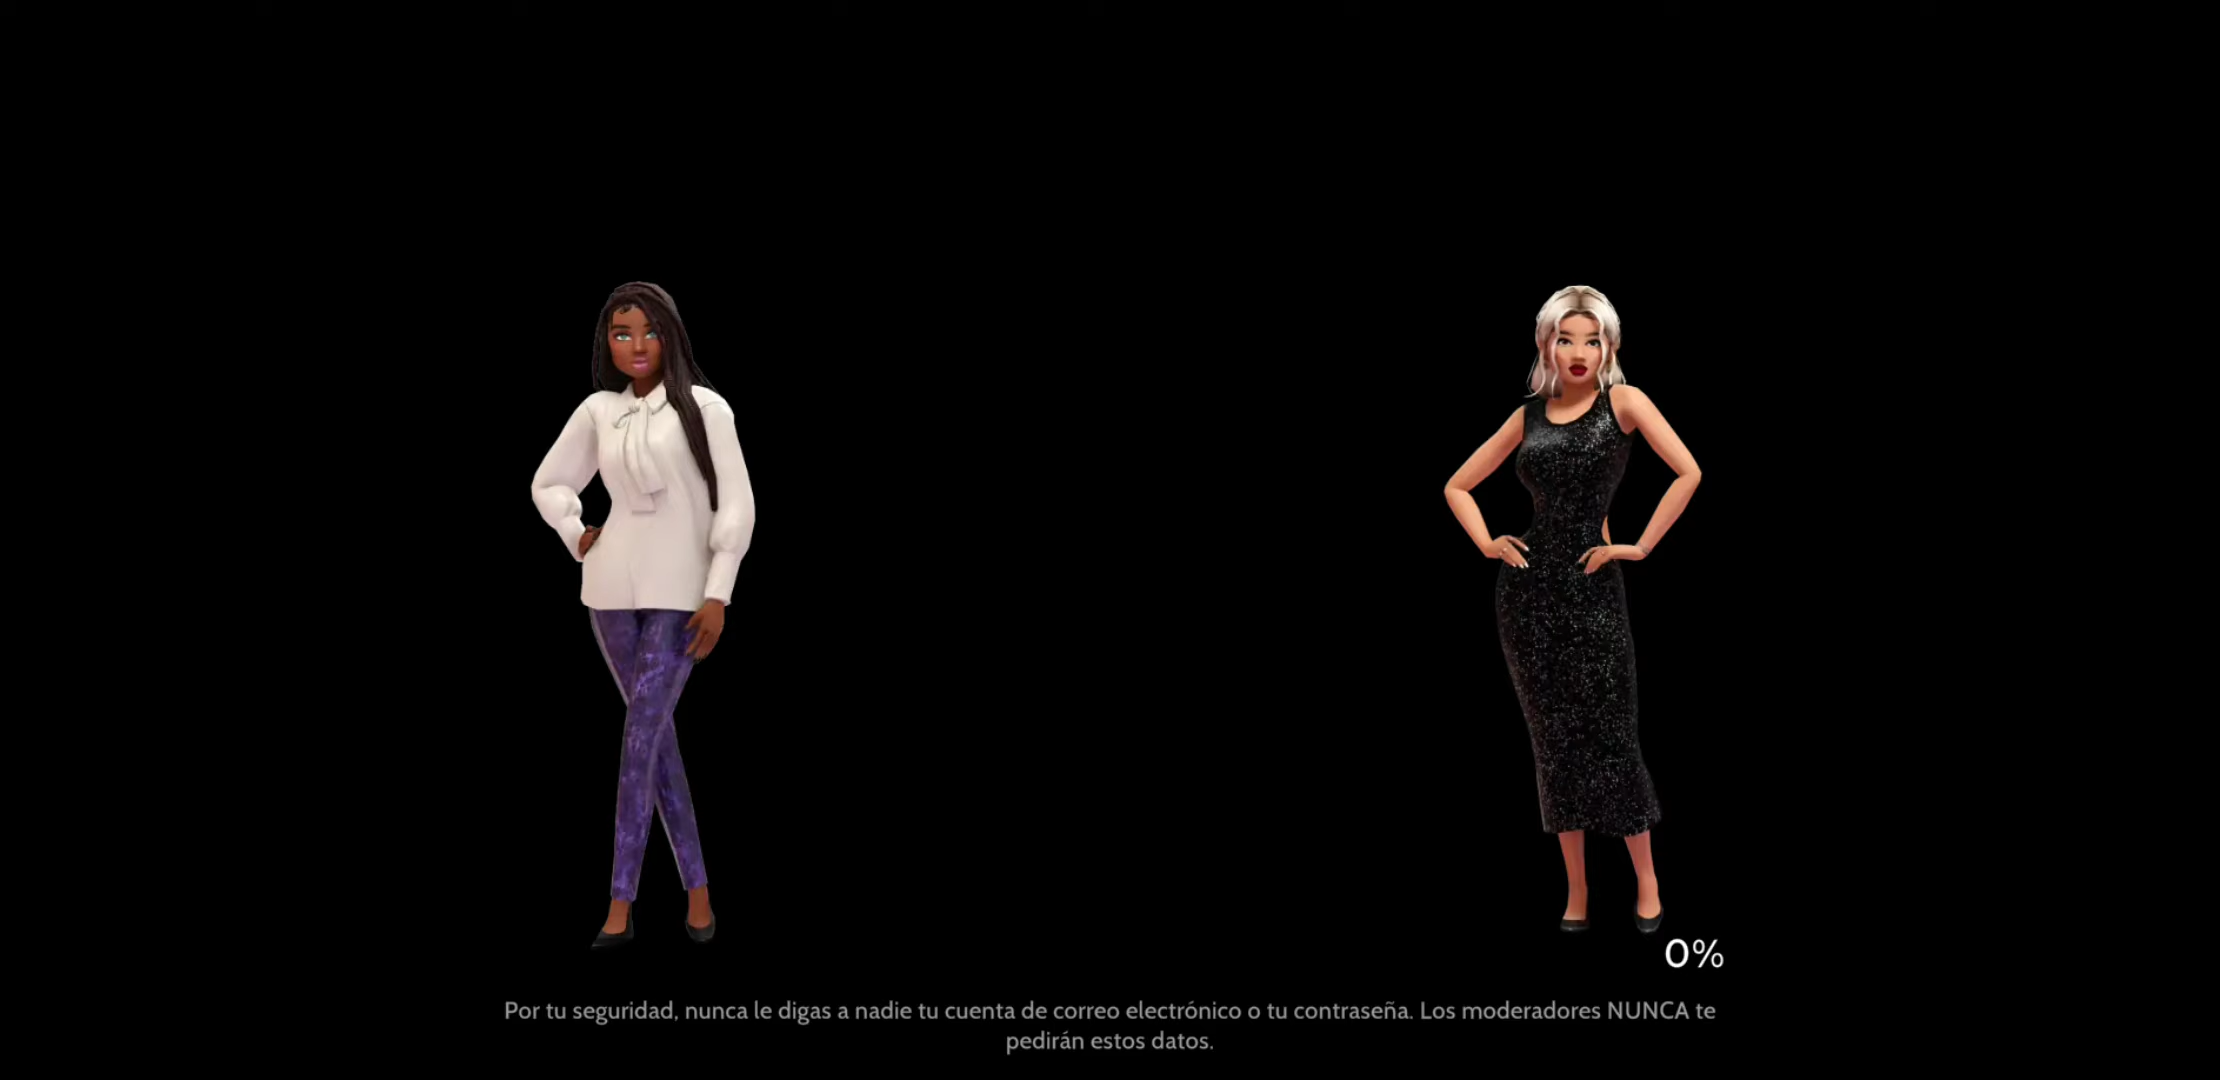 0%
Por tu seguridad, nunca le digas a nadie tu cuenta de correo electrónico o tu contraseña. Los moderadores NUNCA te
pedirán estos datos.